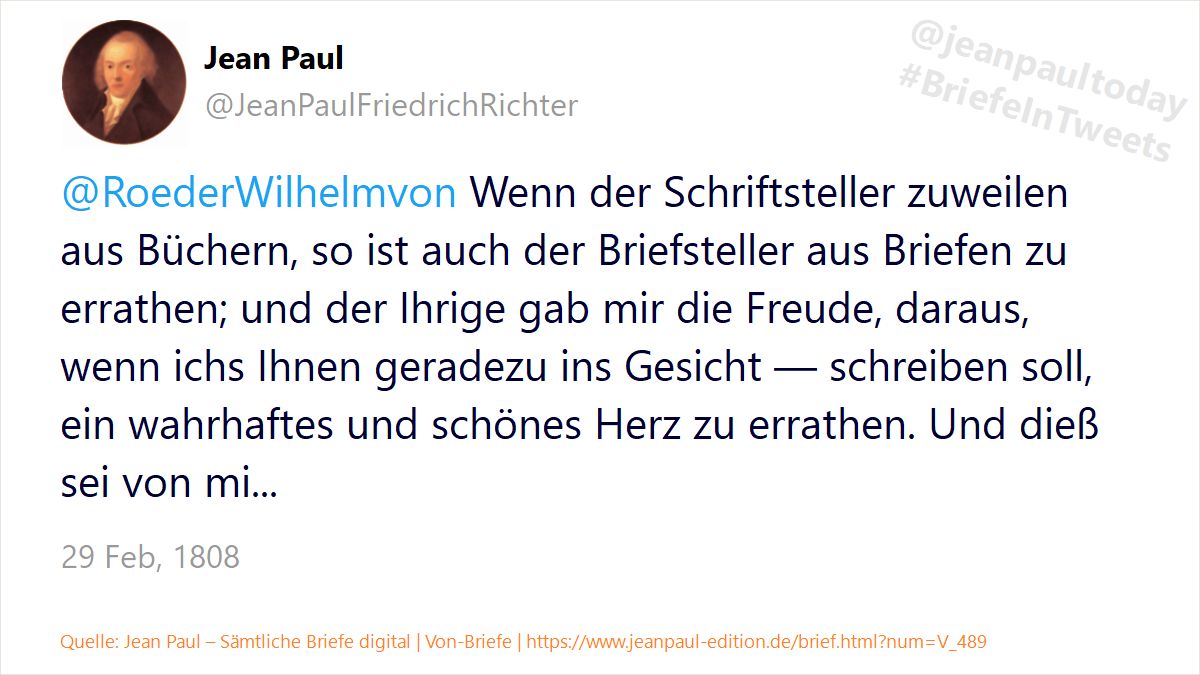 Jean Paul
@JeanPaulFriedrichRichter
@jeanpaultoday
#BriefeInTweets
@RoederWilhelmvon Wenn der Schriftsteller zuweilen
aus Büchern, so ist auch der Briefsteller aus Briefen zu
errathen; und der Ihrige gab mir die Freude, daraus,
wenn ichs Ihnen geradezu ins Gesicht — schreiben soll,
ein wahrhaftes und schönes Herz zu errathen. Und dieß
sei von mi...
29 Feb, 1808
Quelle: Jean Paul – Sämtliche Briefe digital | Von-Briefe | https://www.jeanpaul-edition.de/brief.html?num=V_489